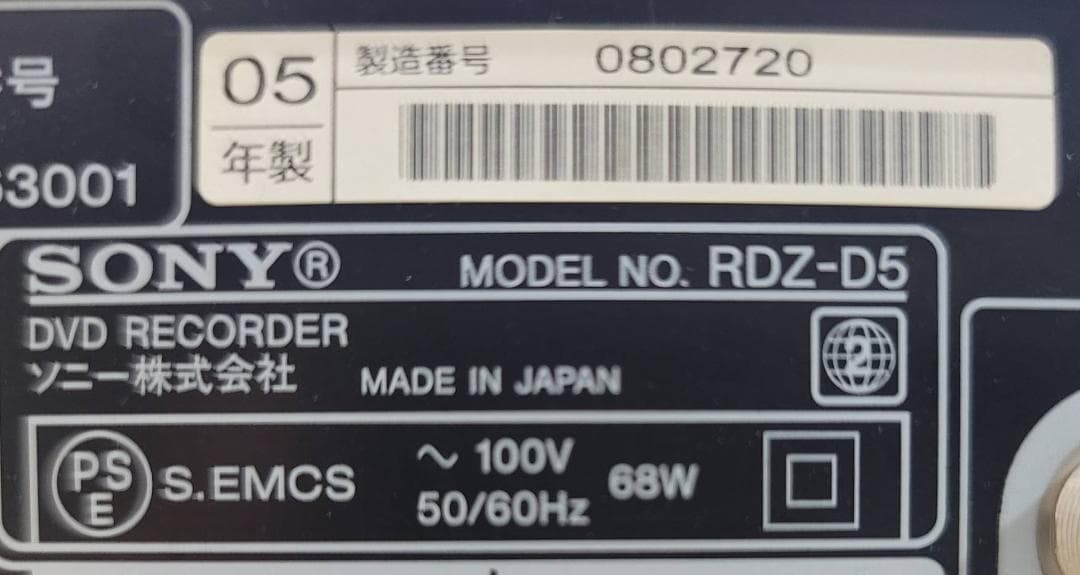 号
3001
05
年製
製造番号 0802720
SONY®
MODEL NO. RDZ-D5
DVD RECORDER
ソニー株式会社
MADE IN JAPAN
2
PSE
S.EMCS
～ 100V
50/60Hz
68W